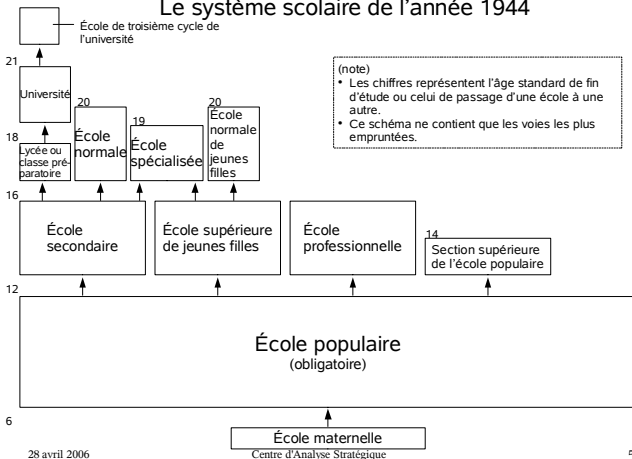 Le système scolaire de l'année 1944
École de troisième cycle de
l'université
21
Université
(note)
• Les chiffres représentent l'âge standard de fin
d'étude ou celui de passage d'une école à une
autre.
• Ce schéma ne contient que les voies les plus
empruntées.
20
École
normale
19
École
spécialisée
20
École
normale
de
jeunes
filles
18
Lycée ou
classe pré-
paratoire
16
École
secondaire
École supérieure
de jeunes filles
École
professionnelle
14
Section supérieure
de l'école populaire
12
École populaire
(obligatoire)
6
École maternelle
28 avril 2006
Centre d'Analyse Stratégique
5